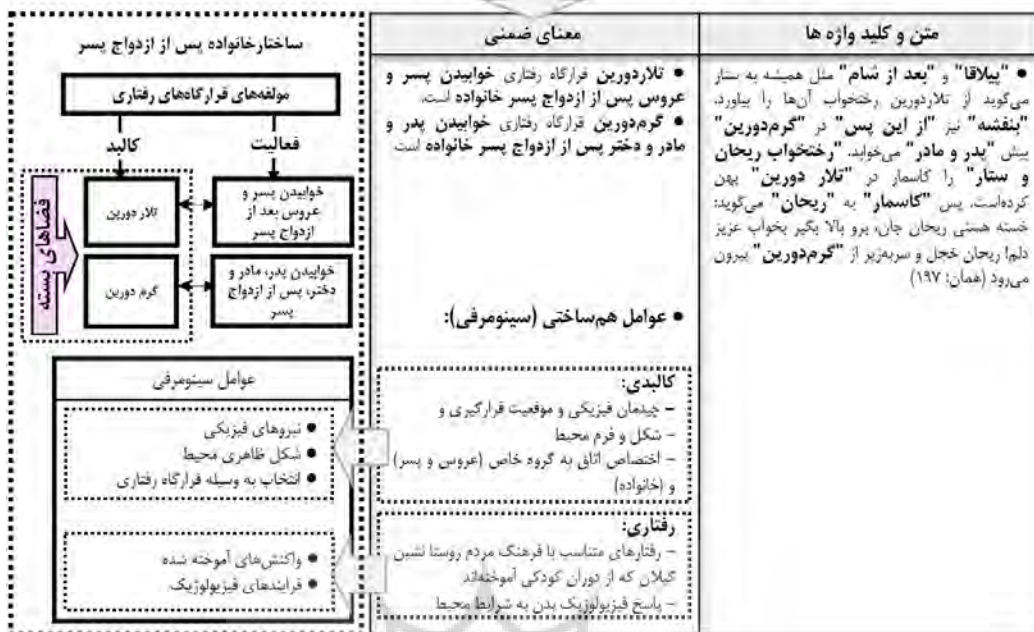 متن و کلید واژه ها
● "ییلاقا" و "بعد از شام" مثل همیشه به ستار
می‌گوید از تلاردورین رختخواب آن‌ها را بیاورد.
"بنفشه" نیز "از این پس" در "گرم‌دورین"
پیش "پدر و مادر" می‌خوابد. "رختخواب ریحان
و ستار" را کاسمار در "تلار دورین" پهن
کرده‌است. پس "کاسمار" به "ریحان" می‌گوید:
خسته هستی ریحان جان، برو بالا بگیر بخواب عزیز
دلم! ریحان خجل و سربه‌زیر از "گرم‌دورین" بیرون
می‌رود (همان: ۱۹۷)
معنای ضمنی
● تلاردورین قرارگاه رفتاری خوابیدن پسر و
عروس پس از ازدواج پسر خانواده است.
● گرم‌دورین قرارگاه رفتاری خوابیدن پدر و
مادر و دختر پس از ازدواج پسر خانواده است
● عوامل هم‌ساختی (سینومرفی):
کالبدی:
– چیدمان فیزیکی و موقعیت قرارگیری و
– شکل و فرم محیط
– اختصاص اتاق به گروه خاص (عروس و پسر)
و (خانواده)
رفتاری:
– رفتارهای متناسب با فرهنگ مردم روستا نشین
گیلان که از دوران کودکی آموخته‌اند
– پاسخ فیزیولوژیک بدن به شرایط محیط
ساختارخانواده پس از ازدواج پسر
مولفه‌های قرارگاه‌های رفتاری
فعالیت
کالبد
خوابیدن پسر و
عروس بعد از
ازدواج پسر
تلار دورین
خوابیدن پدر، مادر و
دختر، پس از ازدواج
پسر
گرم دورین
فضاهای بسته
عوامل سینومرفی
● نیروهای فیزیکی
● شکل ظاهری محیط
● انتخاب به وسیله قرارگاه رفتاری
● واکنش‌های آموخته شده
● فرایندهای فیزیولوژیک